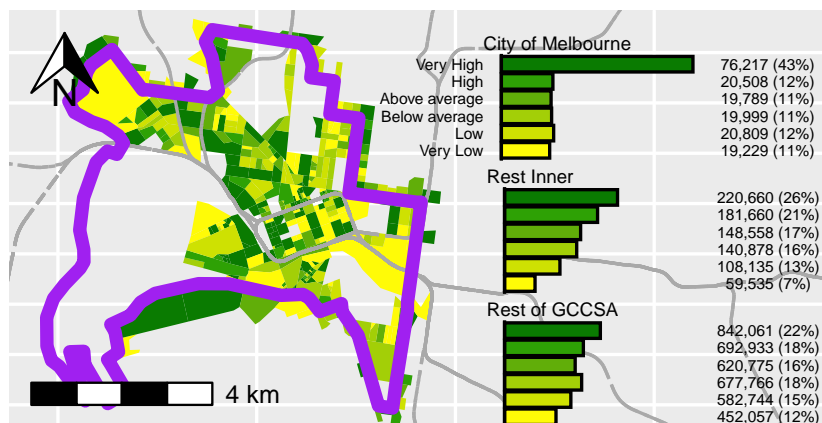 City of Melbourne
Very High 76,217 (43%)
High 20,508 (12%)
Above average 19,789 (11%)
Below average 19,999 (11%)
Low 20,809 (12%)
Very Low 19,229 (11%)
Rest Inner
220,660 (26%)
181,660 (21%)
148,558 (17%)
140,878 (16%)
108,135 (13%)
59,535 (7%)
Rest of GCCSA
842,061 (22%)
692,933 (18%)
620,775 (16%)
677,766 (18%)
582,744 (15%)
452,057 (12%)
N
4 km